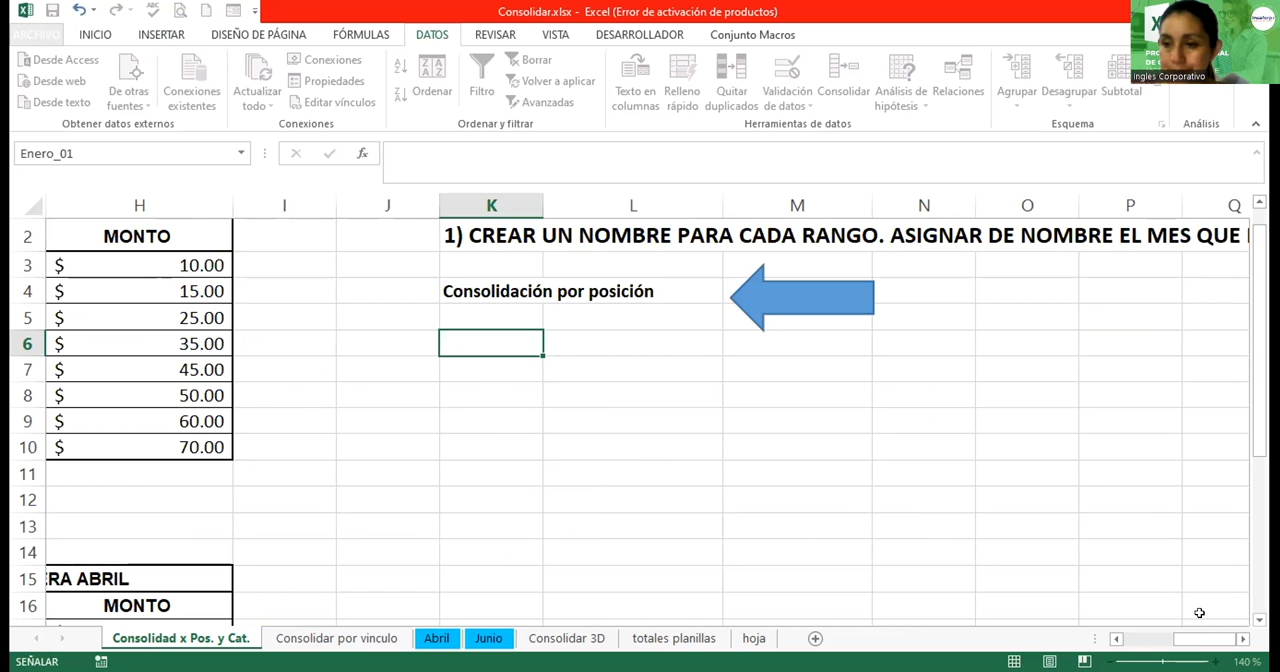 Consolidar.xlsx - Excel (Error de activación de productos)
ARCHIVO INICIO INSERTAR DISEÑO DE PÁGINA FÓRMULAS DATOS REVISAR VISTA DESARROLLADOR Conjunto Macros
Ingles Corporativo
Desde Access
Desde web
Desde texto
De otras fuentes
Conexiones existentes
Obtener datos externos
Actualizar todo
Conexiones
Propiedades
Editar vínculos
Conexiones
Ordenar
Filtro
Borrar
Volver a aplicar
Avanzadas
Ordenar y filtrar
Texto en columnas
Relleno rápido
Quitar duplicados
Validación de datos
Consolidar
Análisis de hipótesis
Relaciones
Herramientas de datos
Agrupar
Desagrupar
Subtotal
Esquema
Análisis
Enero_01
fx
H I J K L M N O P Q
2 MONTO 1) CREAR UN NOMBRE PARA CADA RANGO. ASIGNAR DE NOMBRE EL MES QUE
3 $ 10.00
4 $ 15.00 Consolidación por posición
5 $ 25.00
6 $ 35.00
7 $ 45.00
8 $ 50.00
9 $ 60.00
10 $ 70.00
11
12
13
14
15 ERA ABRIL
16 MONTO
Consolidad x Pos. y Cat. Consolidar por vinculo Abril Junio Consolidar 3D totales planillas hoja
SEÑALAR 140 %